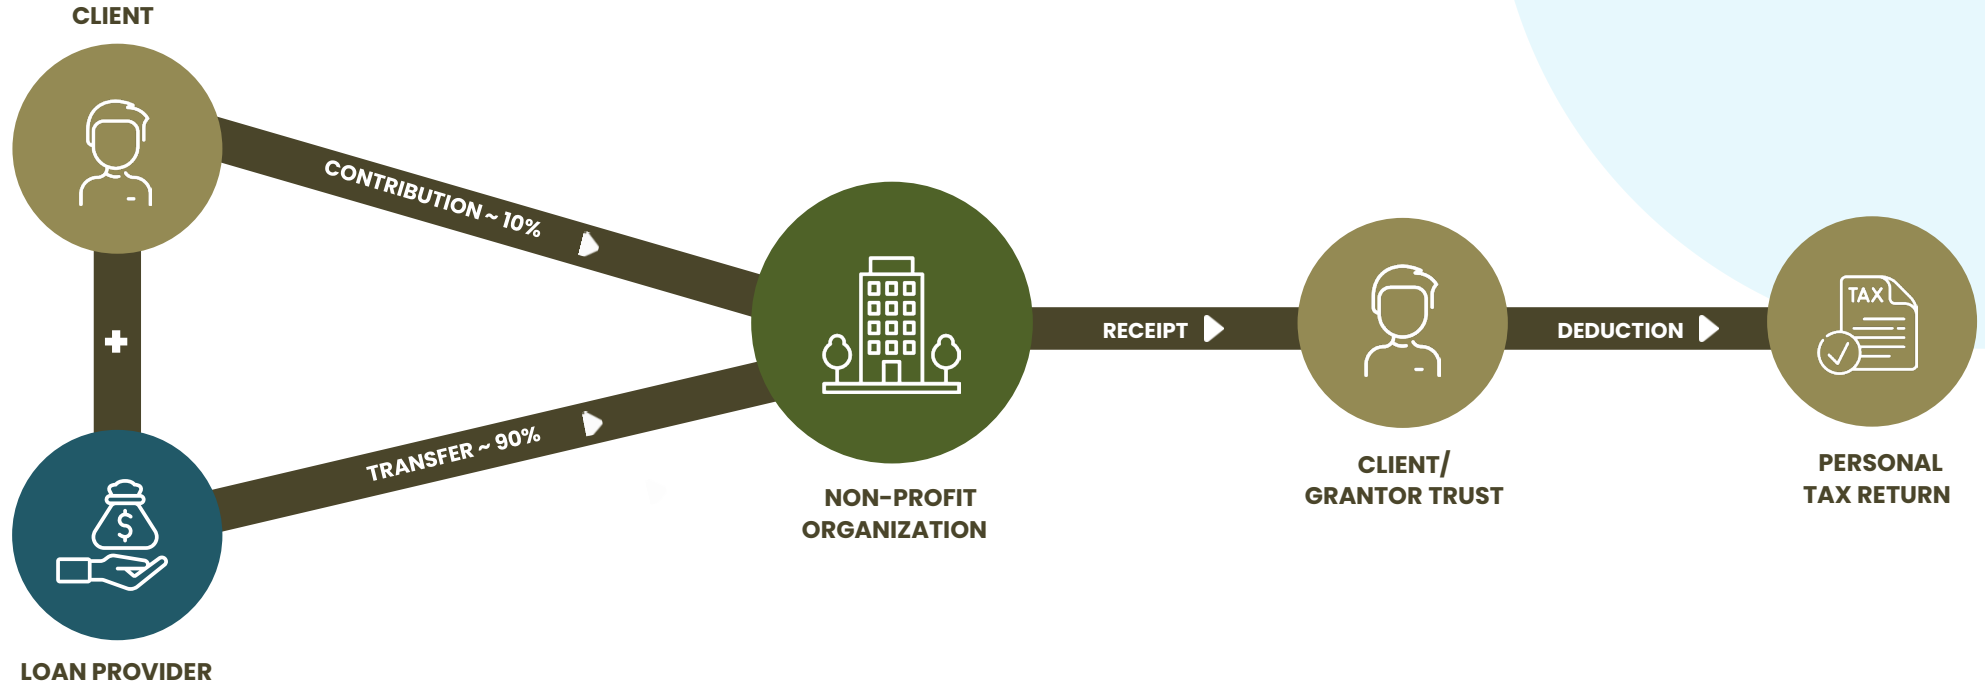 CLIENT
CONTRIBUTION ~ 10%
TRANSFER ~ 90%
LOAN PROVIDER
NON-PROFIT
ORGANIZATION
RECEIPT
CLIENT/
GRANTOR TRUST
DEDUCTION
TAX
PERSONAL
TAX RETURN
$